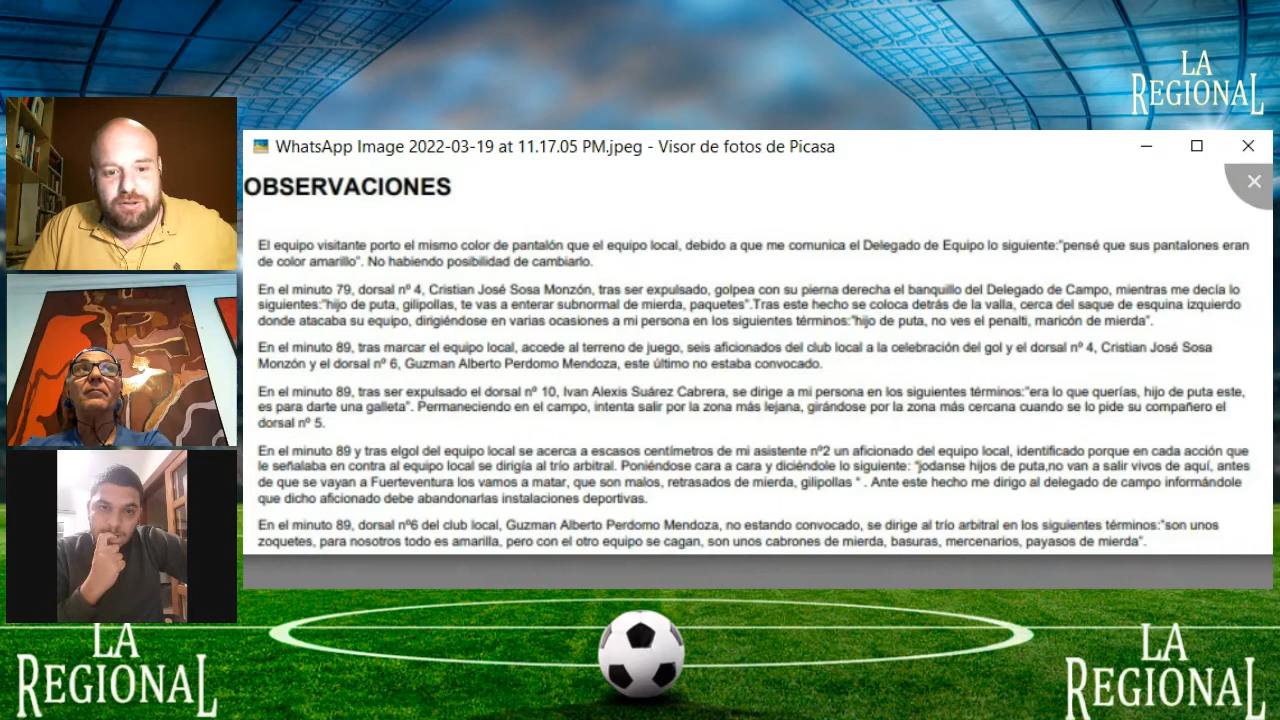 LA
REGIONAL
WhatsApp Image 2022-03-19 at 11.17.05 PM.jpeg - Visor de fotos de Picasa
OBSERVACIONES
El equipo visitante porto el mismo color de pantalón que el equipo local, debido a que me comunica el Delegado de Equipo lo siguiente:"pensé que sus pantalones eran
de color amarillo". No habiendo posibilidad de cambiarlo.
En el minuto 79, dorsal nº 4, Cristian José Sosa Monzón, tras ser expulsado, golpea con su pierna derecha el banquillo del Delegado de Campo, mientras me decía lo
siguientes:"hijo de puta, gilipollas, te vas a enterar subnormal de mierda, paquetes".Tras este hecho se coloca detrás de la valla, cerca del saque de esquina izquierdo
donde atacaba su equipo, dirigiéndose en varias ocasiones a mi persona en los siguientes términos:"hijo de puta, no ves el penalti, maricón de mierda".
En el minuto 89, tras marcar el equipo local, accede al terreno de juego, seis aficionados del club local a la celebración del gol y el dorsal nº 4, Cristian José Sosa
Monzón y el dorsal nº 6, Guzman Alberto Perdomo Mendoza, este último no estaba convocado.
En el minuto 89, tras ser expulsado el dorsal nº 10, Ivan Alexis Suárez Cabrera, se dirige a mi persona en los siguientes términos:"era lo que querías, hijo de puta este,
es para darte una galleta". Permaneciendo en el campo, intenta salir por la zona más lejana, girándose por la zona más cercana cuando se lo pide su compañero el
dorsal nº 5.
En el minuto 89 y tras elgol del equipo local se acerca a escasos centímetros de mi asistente nº2 un aficionado del equipo local, identificado porque en cada acción que
le señalaba en contra al equipo local se dirigía al trío arbitral. Poniéndose cara a cara y diciéndole lo siguiente: "jodanse hijos de puta,no van a salir vivos de aquí, antes
de que se vayan a Fuerteventura los vamos a matar, que son malos, retrasados de mierda, gilipollas " . Ante este hecho me dirigo al delegado de campo informándole
que dicho aficionado debe abandonarlas instalaciones deportivas.
En el minuto 89, dorsal nº6 del club local, Guzman Alberto Perdomo Mendoza, no estando convocado, se dirige al trío arbitral en los siguientes términos:"son unos
zoquetes, para nosotros todo es amarilla, pero con el otro equipo se cagan, son unos cabrones de mierda, basuras, mercenarios, payasos de mierda".
LA
REGIONAL
LA
REGIONAL